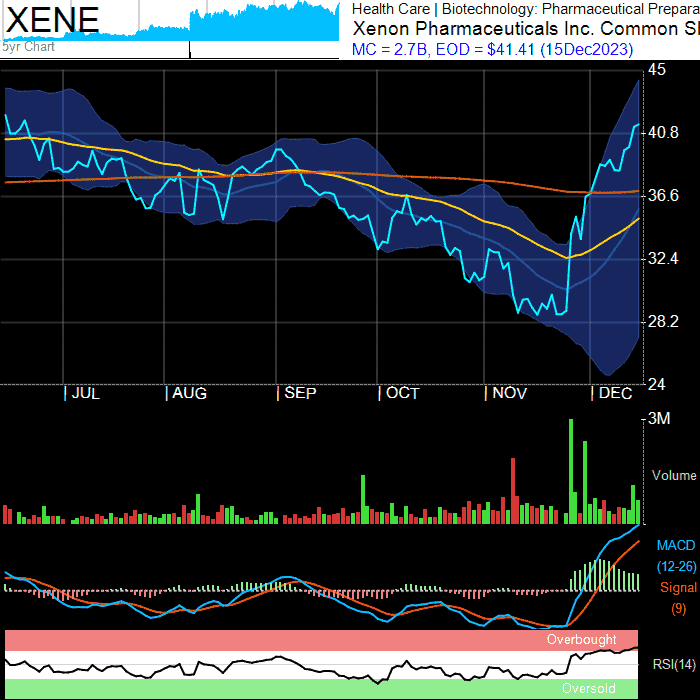 XENE
5yr Chart
Health Care | Biotechnology: Pharmaceutical Prepara
Xenon Pharmaceuticals Inc. Common S
MC = 2.7B, EOD = $41.41 (15Dec2023)
45
40.8
36.6
32.4
28.2
24
| JUL | AUG | SEP | OCT | NOV | DEC
3M
Volume
MACD
(12-26)
Signal
(9)
Overbought
RSI(14)
Oversold